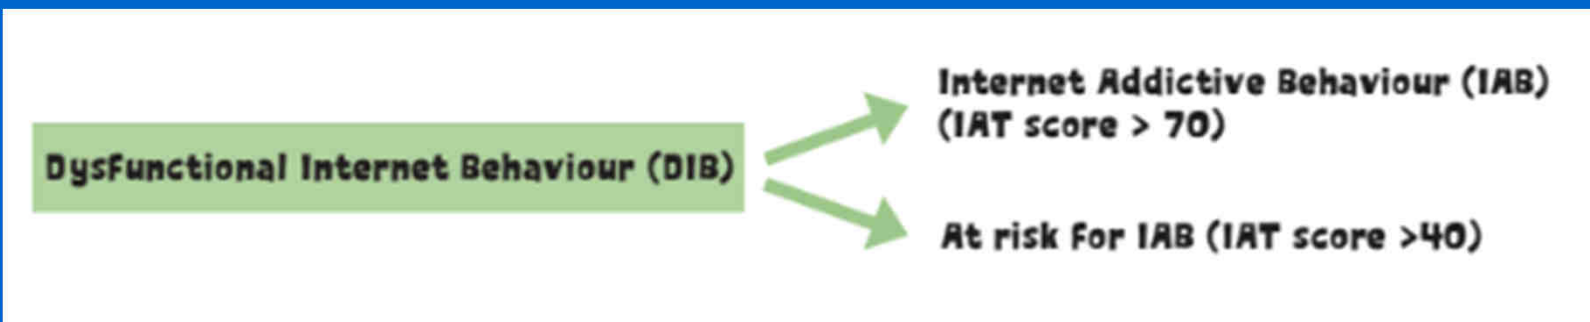 Dysfunctional Internet Behaviour (DIB)
Internet Addictive Behaviour (IAB)
(IAT score > 70)
At risk for IAB (IAT score >40)